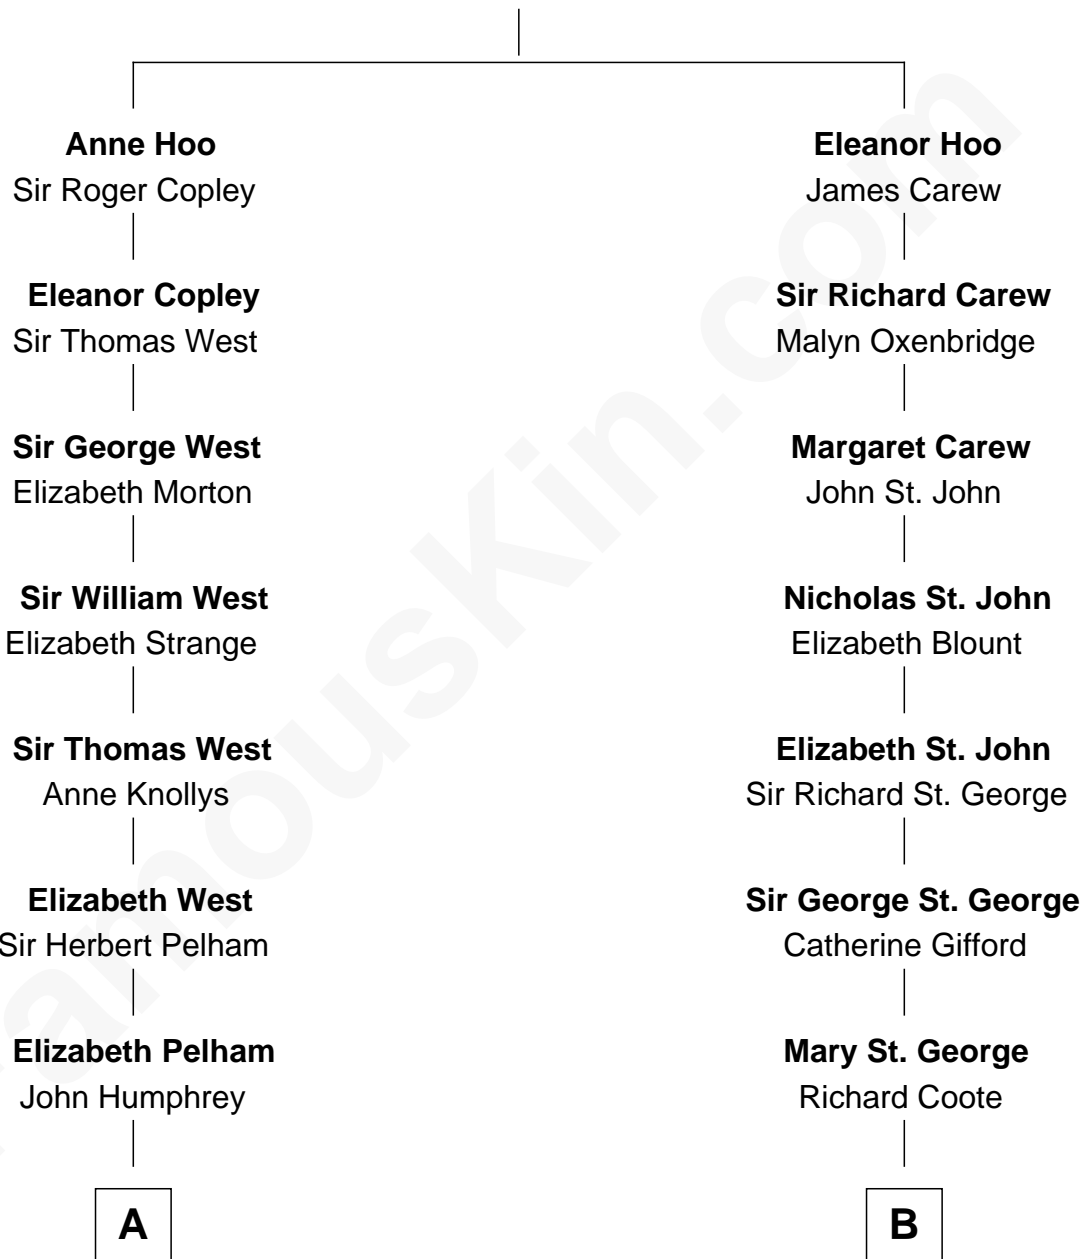 Anne Hoo
Sir Roger Copley
Eleanor Copley
Sir Thomas West
Sir George West
Elizabeth Morton
Sir William West
Elizabeth Strange
Sir Thomas West
Anne Knollys
Elizabeth West
Sir Herbert Pelham
Elizabeth Pelham
John Humphrey
A
Eleanor Hoo
James Carew
Sir Richard Carew
Malyn Oxenbridge
Margaret Carew
John St. John
Nicholas St. John
Elizabeth Blount
Elizabeth St. John
Sir Richard St. George
Sir George St. George
Catherine Gifford
Mary St. George
Richard Coote
B
FamousKin.com